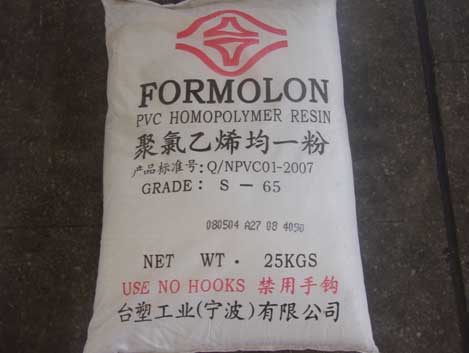 FORMOLON
PVC HOMOPOLYMER RESIN
聚氯乙烯均一粉
产品标准号: Q/NPVC01-2007
GRADE: S - 65
080504 A27 08 4050
NET WT. 25KGS
USE NO HOOKS 禁用手钩
台塑工业(宁波)有限公司